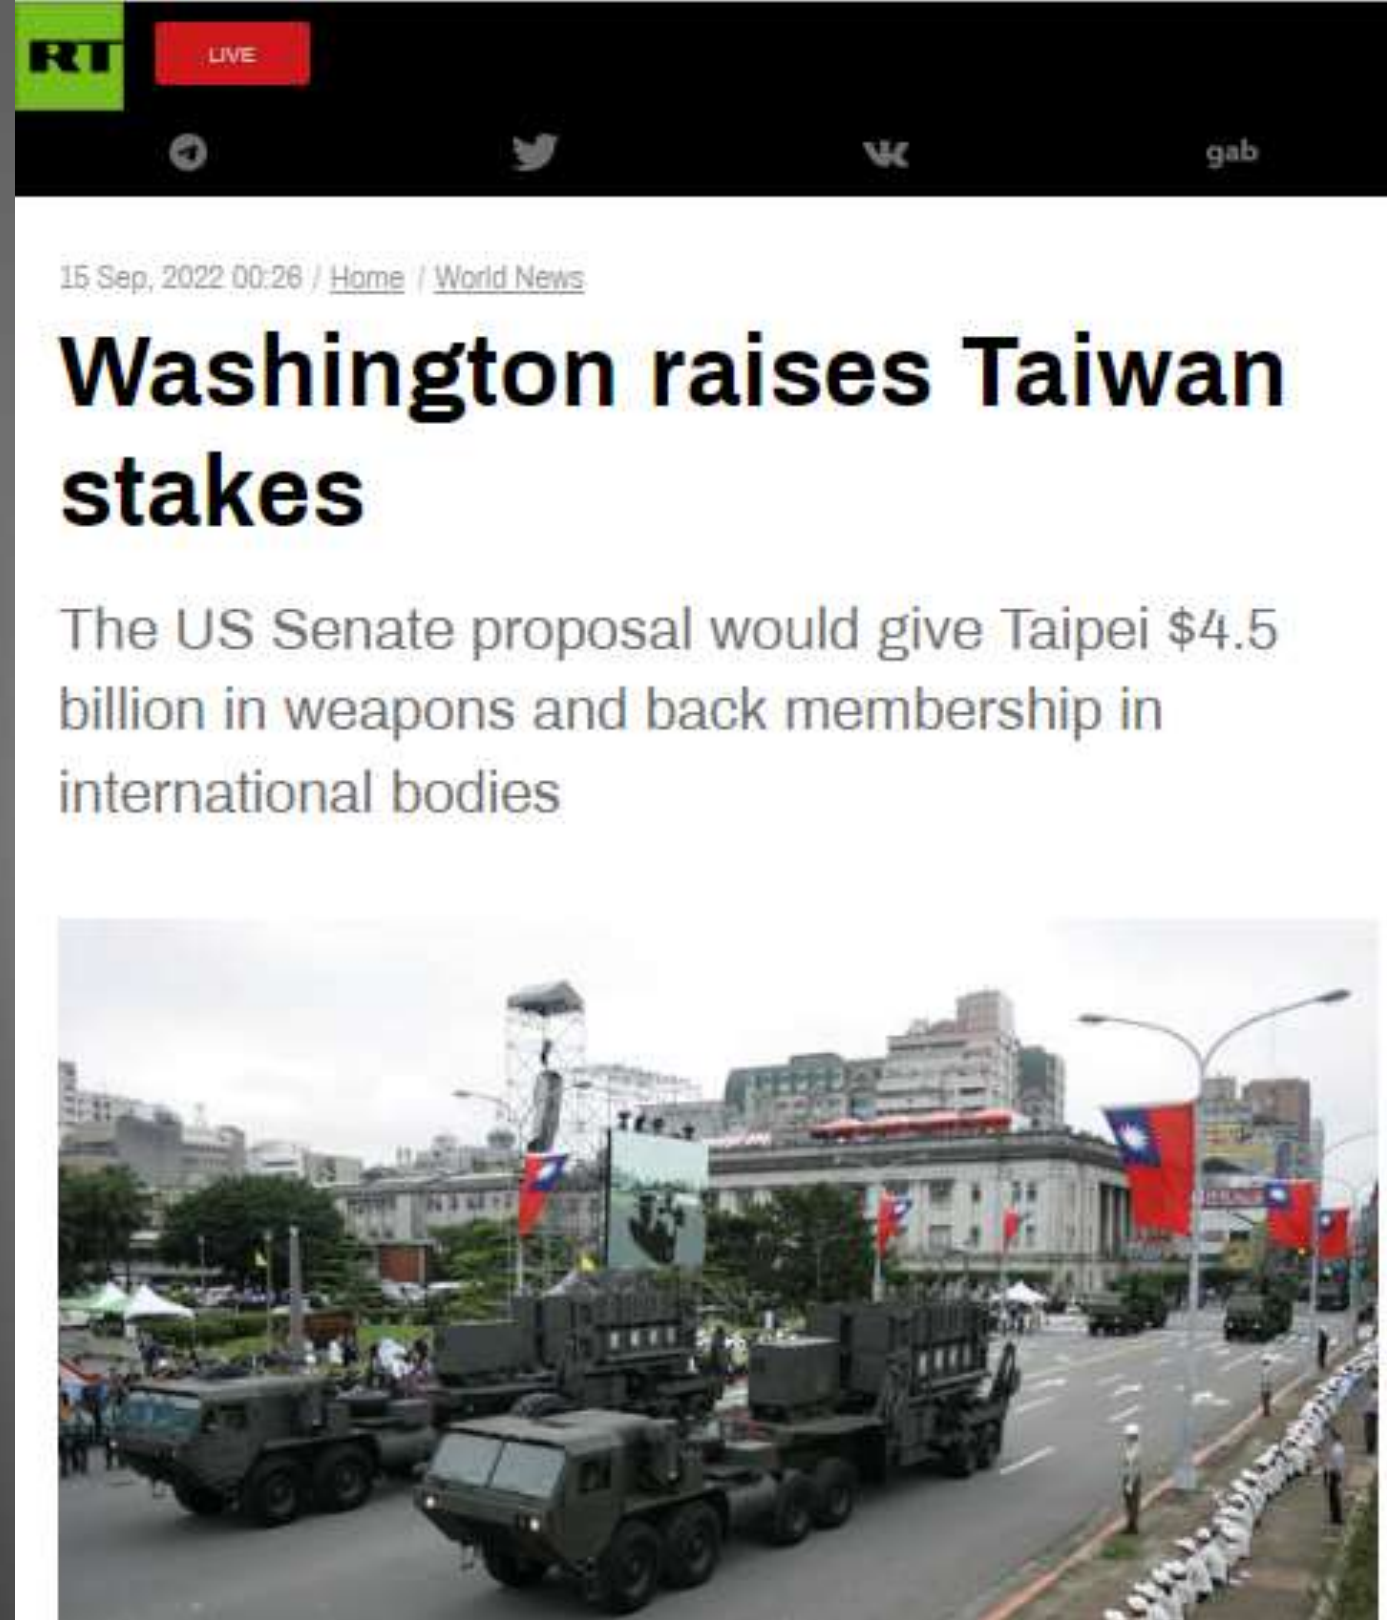 RT
LIVE
gab
15 Sep, 2022 00:26 / Home / World News
Washington raises Taiwan
stakes
The US Senate proposal would give Taipei $4.5
billion in weapons and back membership in
international bodies